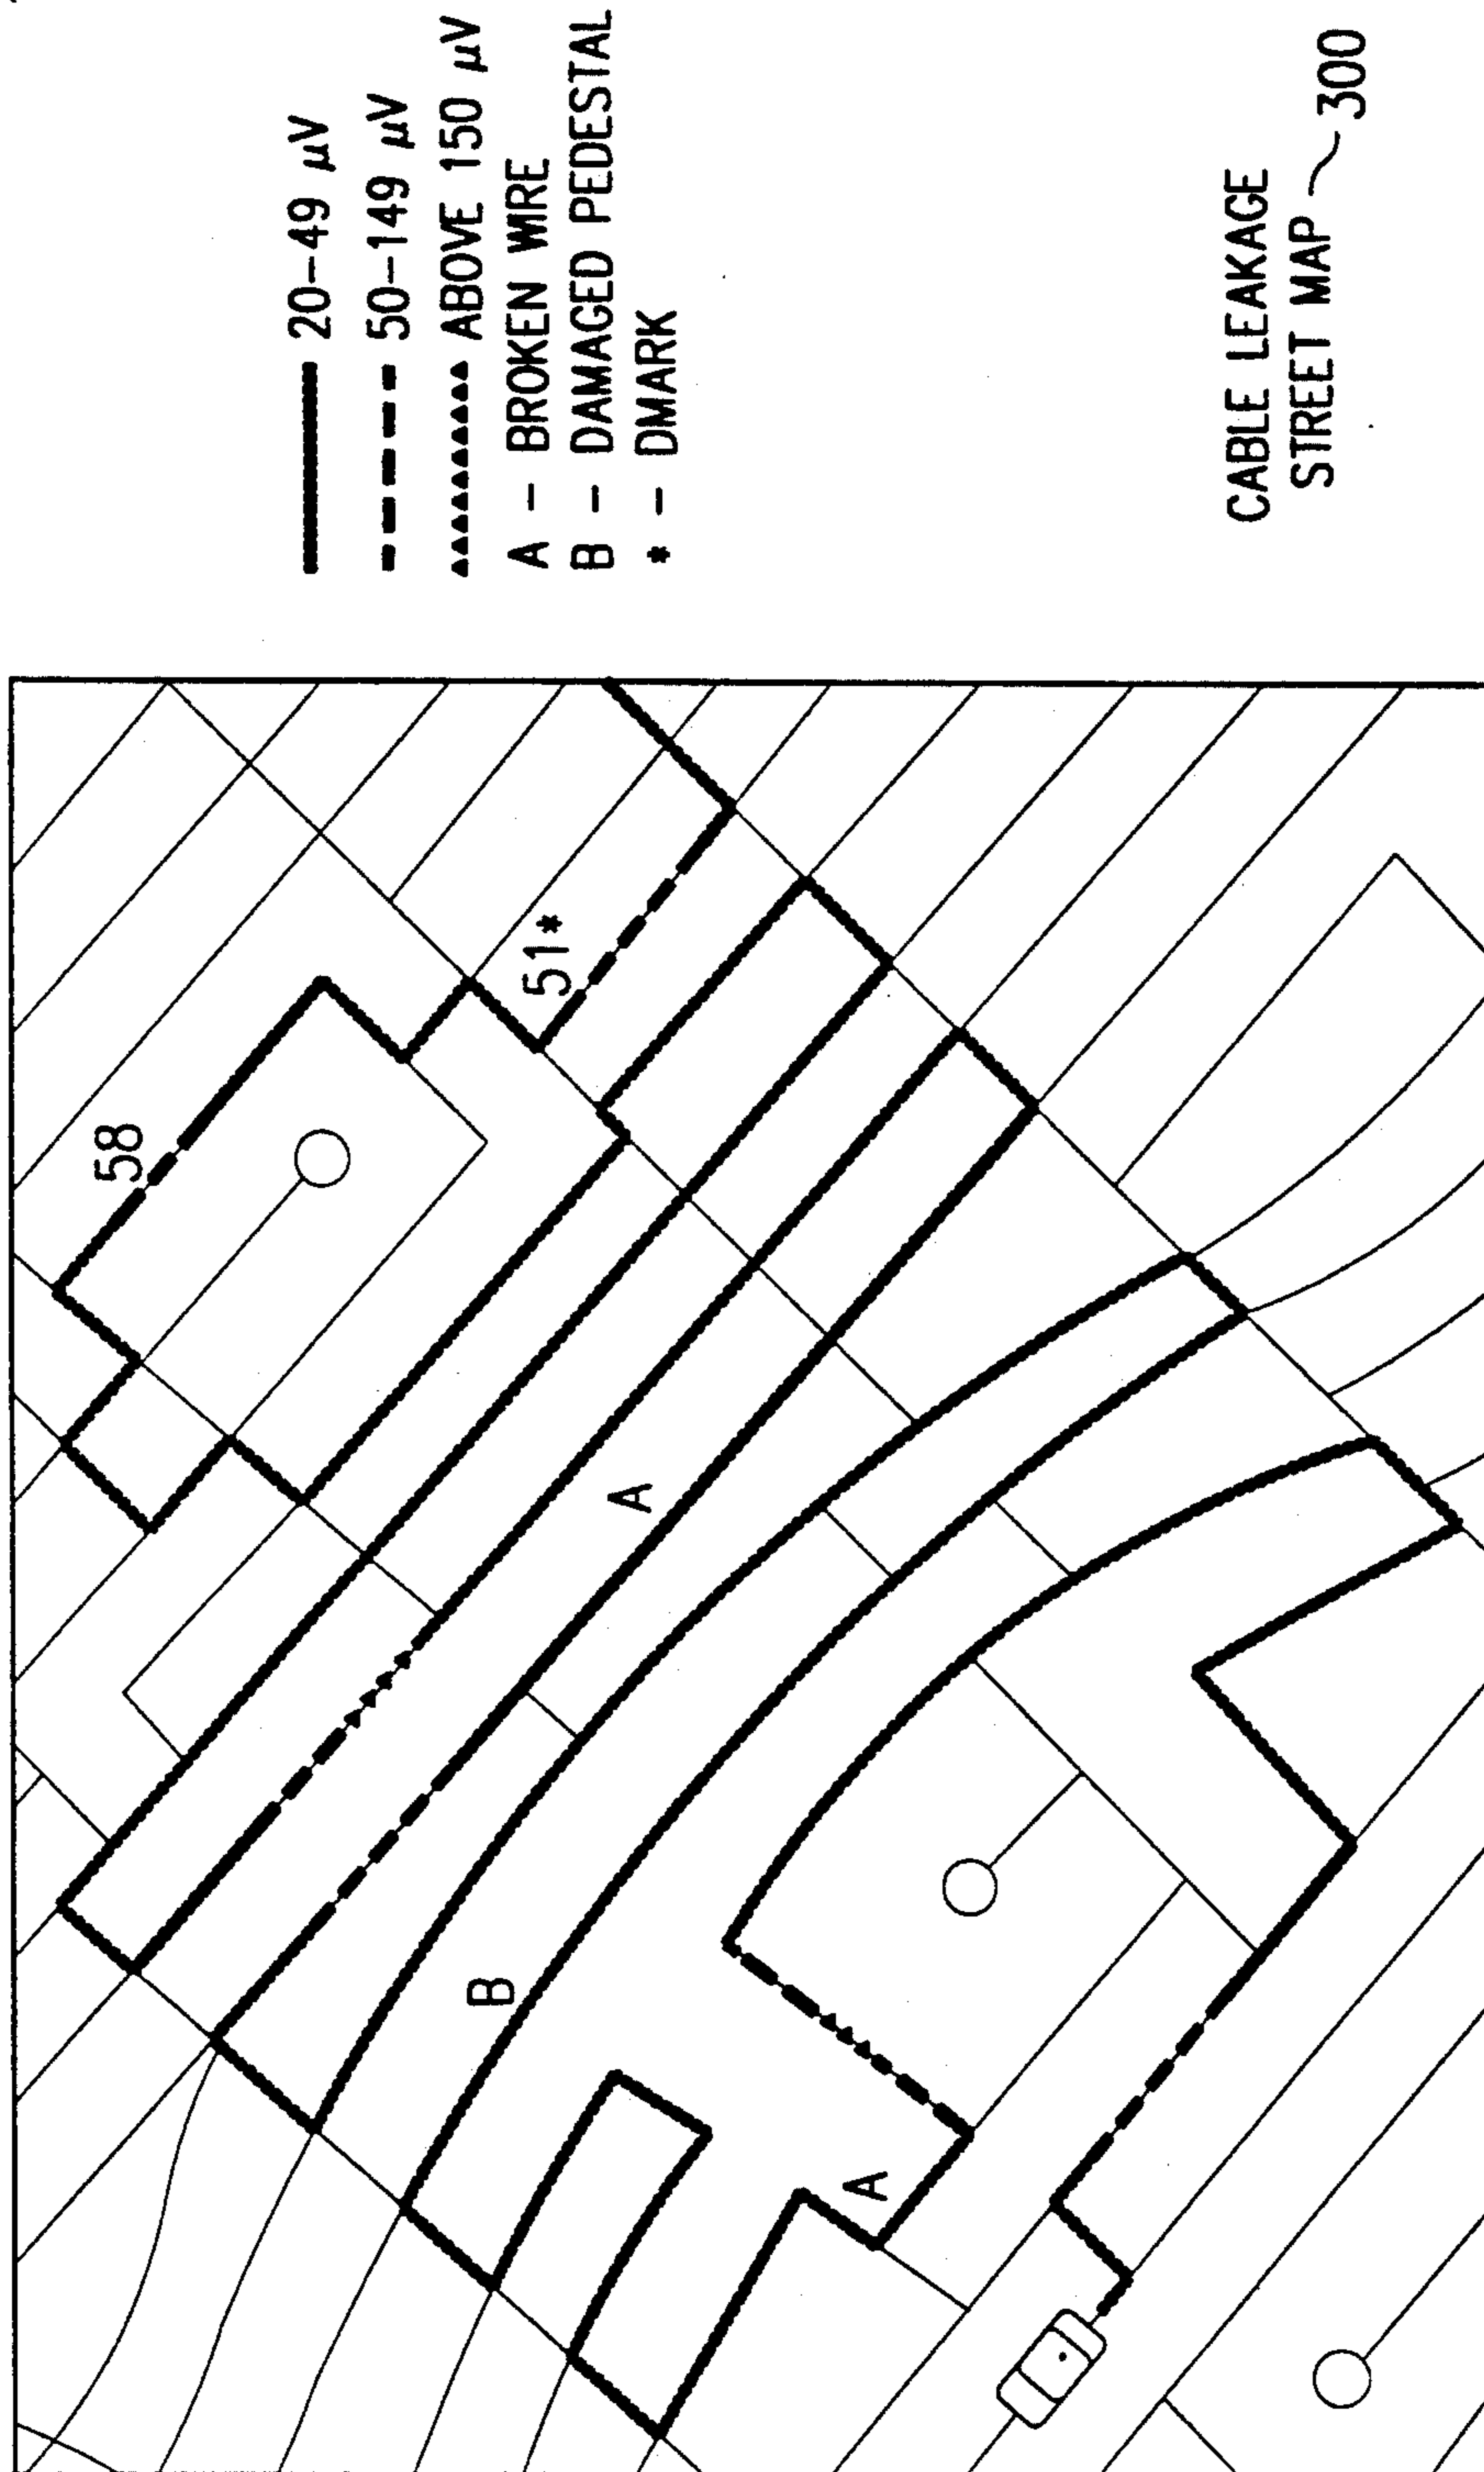 20-49 μV
50-149 μV
ABOVE 150 μV
A - BROKEN WIRE
B - DAMAGED PEDESTAL
* - DMARK
CABLE LEAKAGE
STREET MAP 300
58
51*
A
B
A